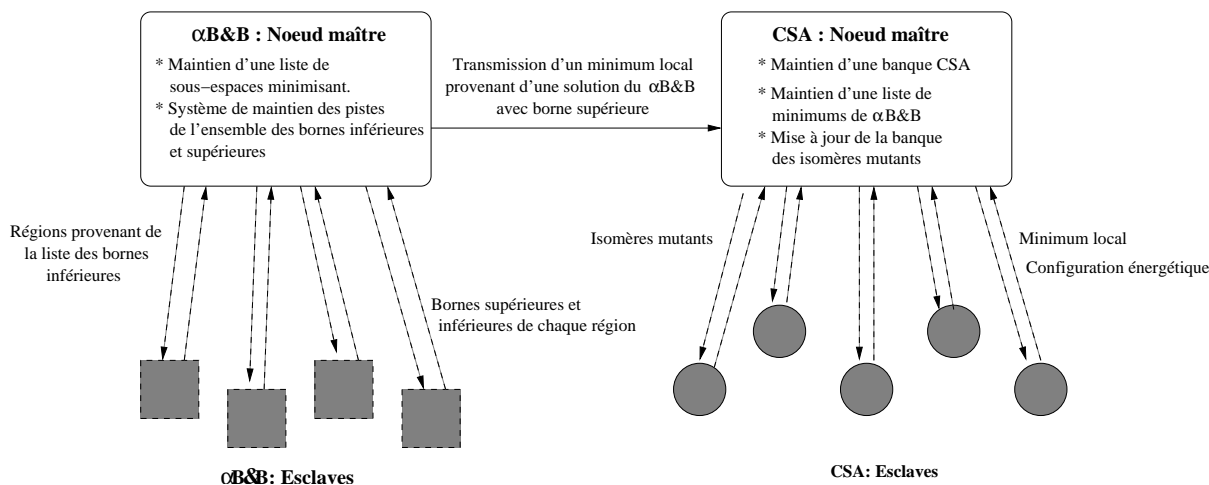 αB&B : Noeud maître
* Maintien d'une liste de
sous−espaces minimisant.
* Système de maintien des pistes
de l'ensemble des bornes inférieures
et supérieures
Transmission d'un minimum local
provenant d'une solution du αB&B
avec borne supérieure
CSA : Noeud maître
* Maintien d'une banque CSA
* Maintien d'une liste de
minimums de αB&B
* Mise à jour de la banque
des isomères mutants
Régions provenant de
la liste des bornes
inférieures
Bornes supérieures et
inférieures de chaque région
Isomères mutants
Minimum local
Configuration énergétique
αB&B: Esclaves
CSA: Esclaves